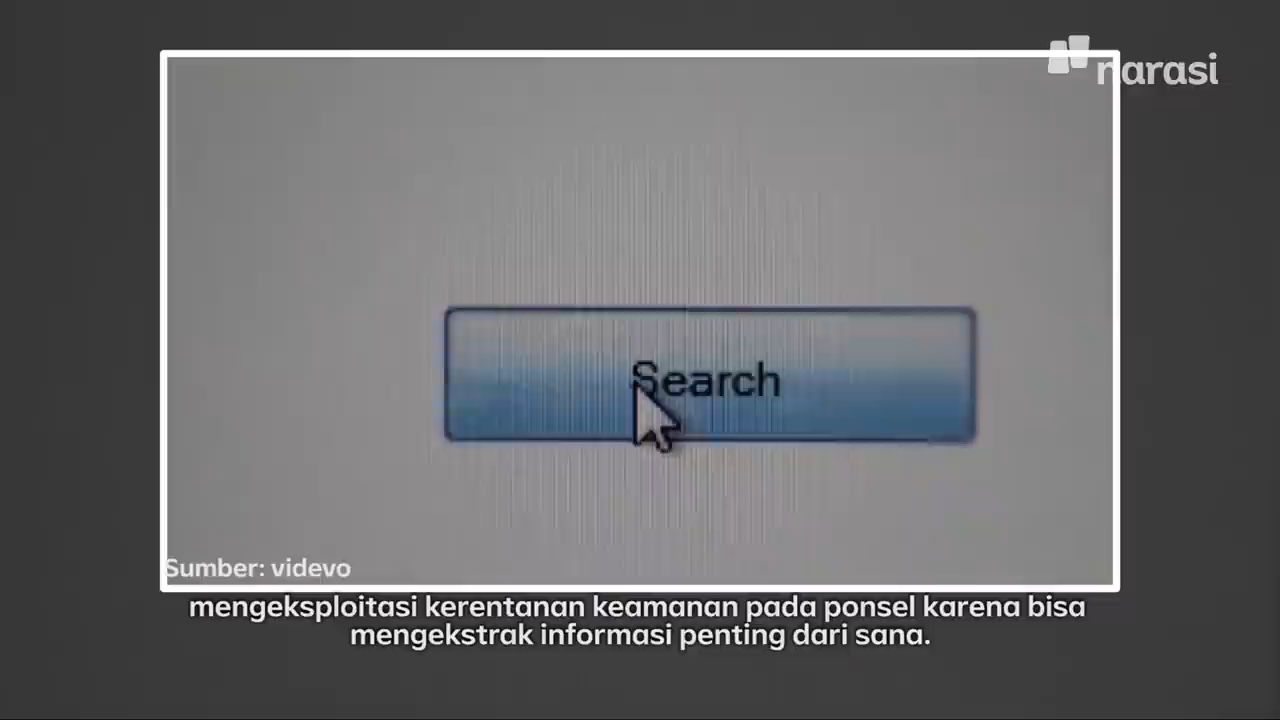 narasi
Search
Sumber: videvo
mengeksploitasi kerentanan keamanan pada ponsel karena bisa
mengekstrak informasi penting dari sana.